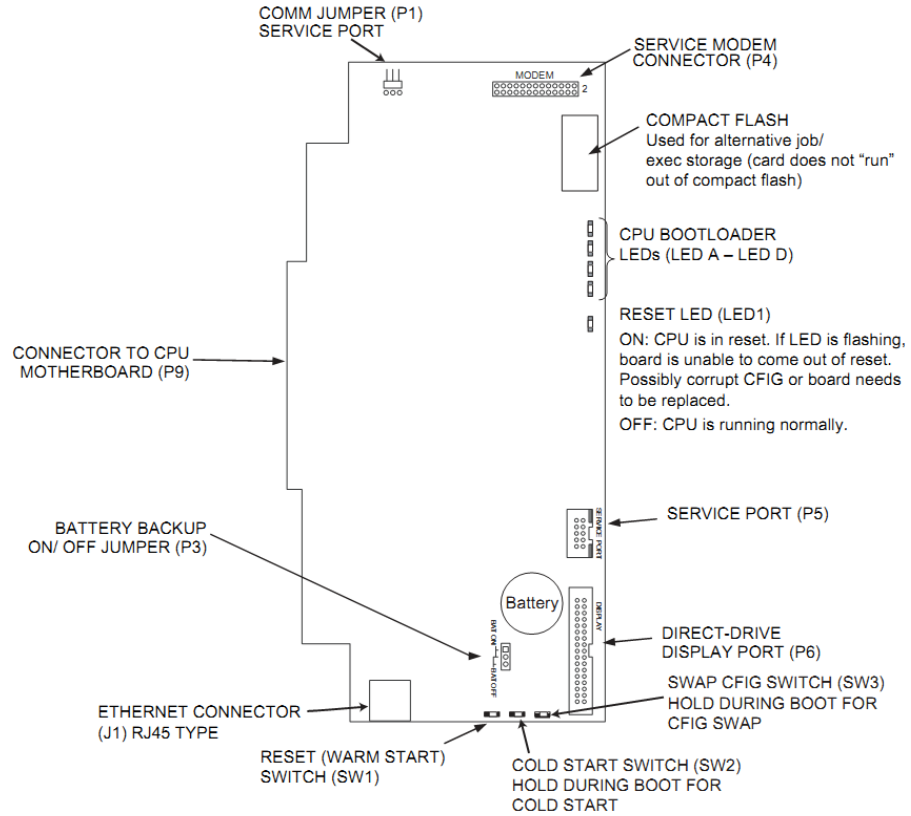 COMM JUMPER (P1)
SERVICE PORT
SERVICE MODEM
CONNECTOR (P4)
MODEM
2
COMPACT FLASH
Used for alternative job/
exec storage (card does not “run”
out of compact flash)
CPU BOOTLOADER
LEDs (LED A – LED D)
RESET LED (LED1)
ON: CPU is in reset. If LED is flashing,
board is unable to come out of reset.
Possibly corrupt CFIG or board needs
to be replaced.
OFF: CPU is running normally.
CONNECTOR TO CPU
MOTHERBOARD (P9)
SERVICE PORT (P5)
SERVICE PORT
BATTERY BACKUP
ON/ OFF JUMPER (P3)
Battery
DISPLAY
BAT ON
BAT OFF
DIRECT-DRIVE
DISPLAY PORT (P6)
SWAP CFIG SWITCH (SW3)
HOLD DURING BOOT FOR
CFIG SWAP
ETHERNET CONNECTOR
(J1) RJ45 TYPE
RESET (WARM START)
SWITCH (SW1)
COLD START SWITCH (SW2)
HOLD DURING BOOT FOR
COLD START